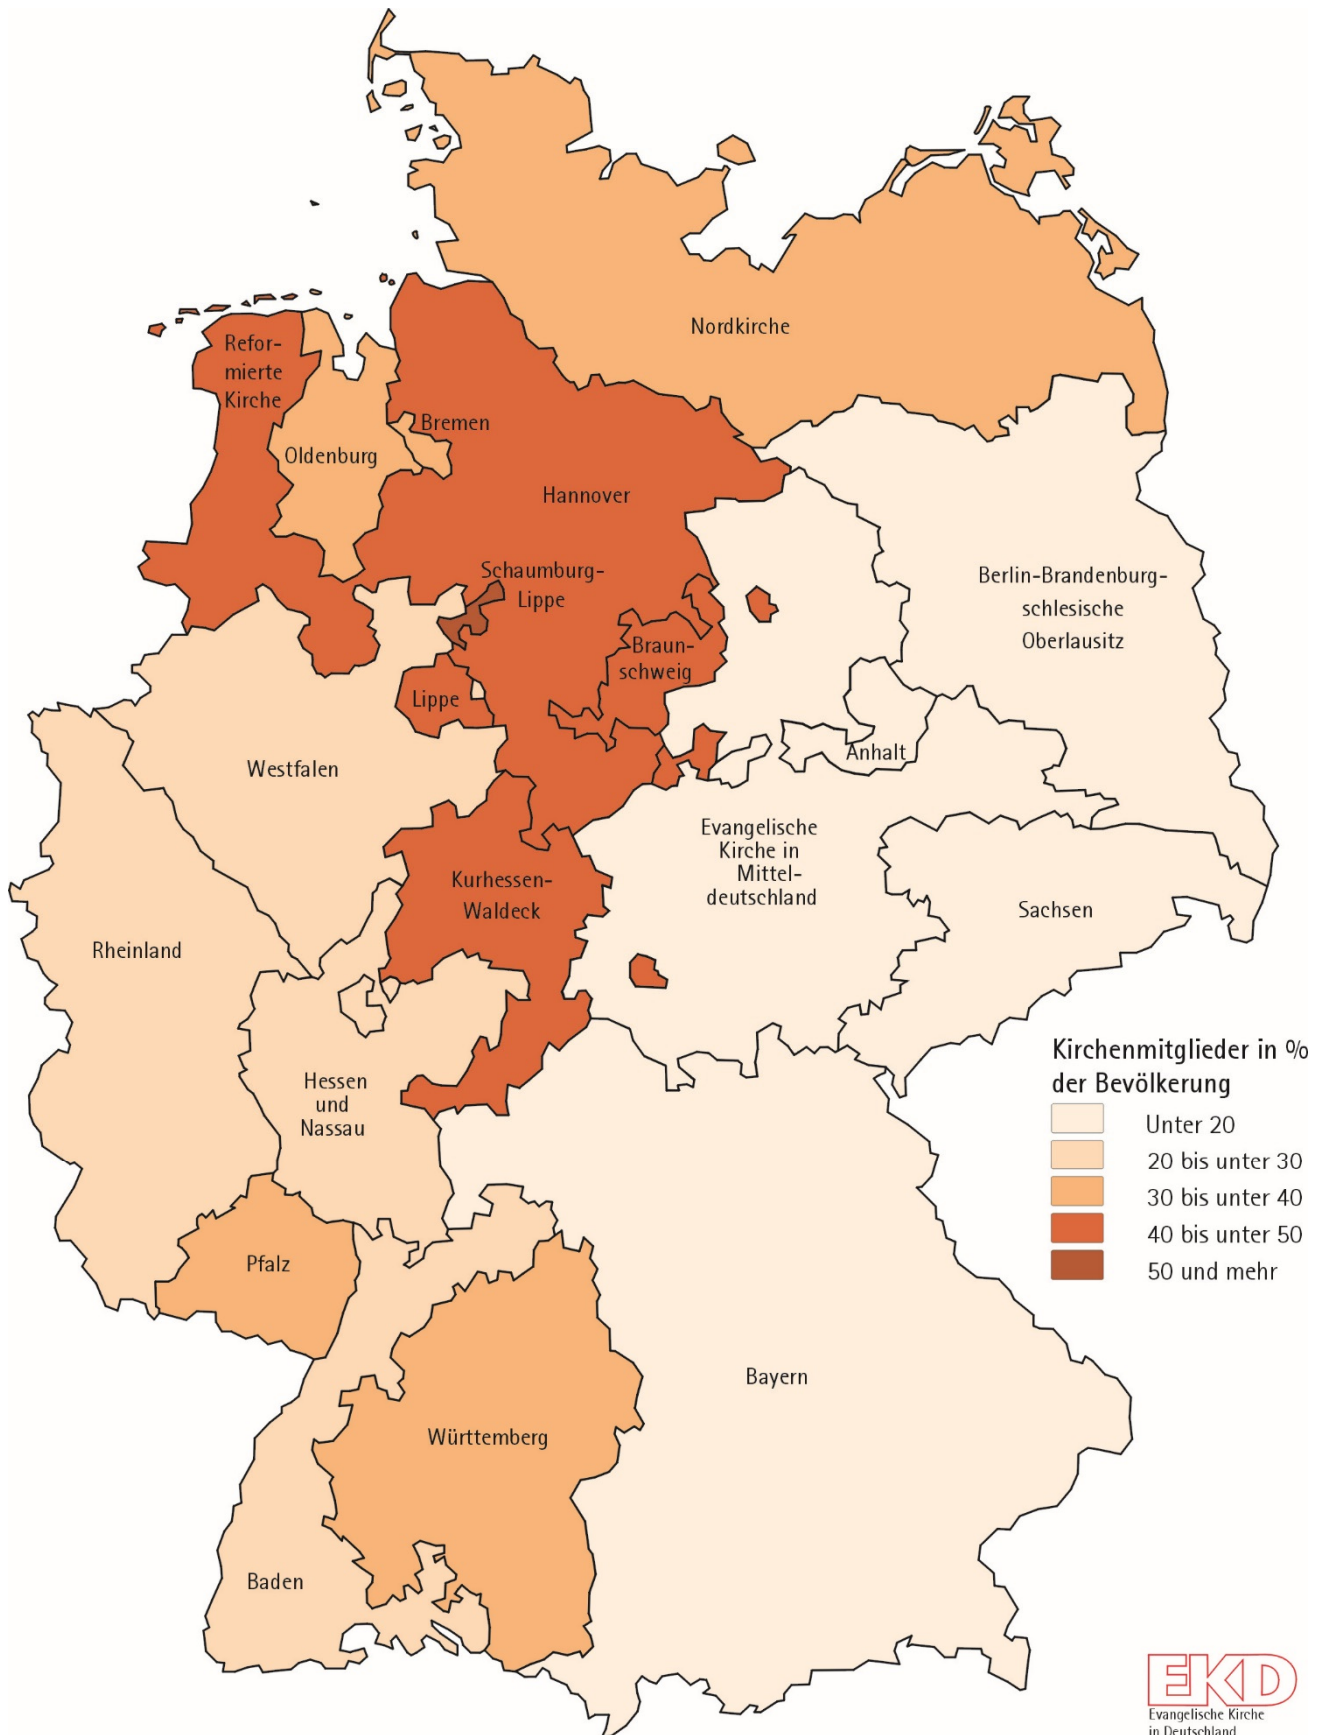 Nordkirche
Refor-
mierte
Kirche
Bremen
Oldenburg
Hannover
Schaumburg-
Lippe
Berlin-Brandenburg-
schlesische
Oberlausitz
Braun-
schweig
Lippe
Anhalt
Westfalen
Evangelische
Kirche in
Mittel-
deutschland
Kurhessen-
Waldeck
Sachsen
Rheinland
Hessen
und
Nassau
Kirchenmitglieder in %
der Bevölkerung
Unter 20
20 bis unter 30
30 bis unter 40
40 bis unter 50
50 und mehr
Pfalz
Bayern
Württemberg
Baden
EKD
Evangelische Kirche
in Deutschland